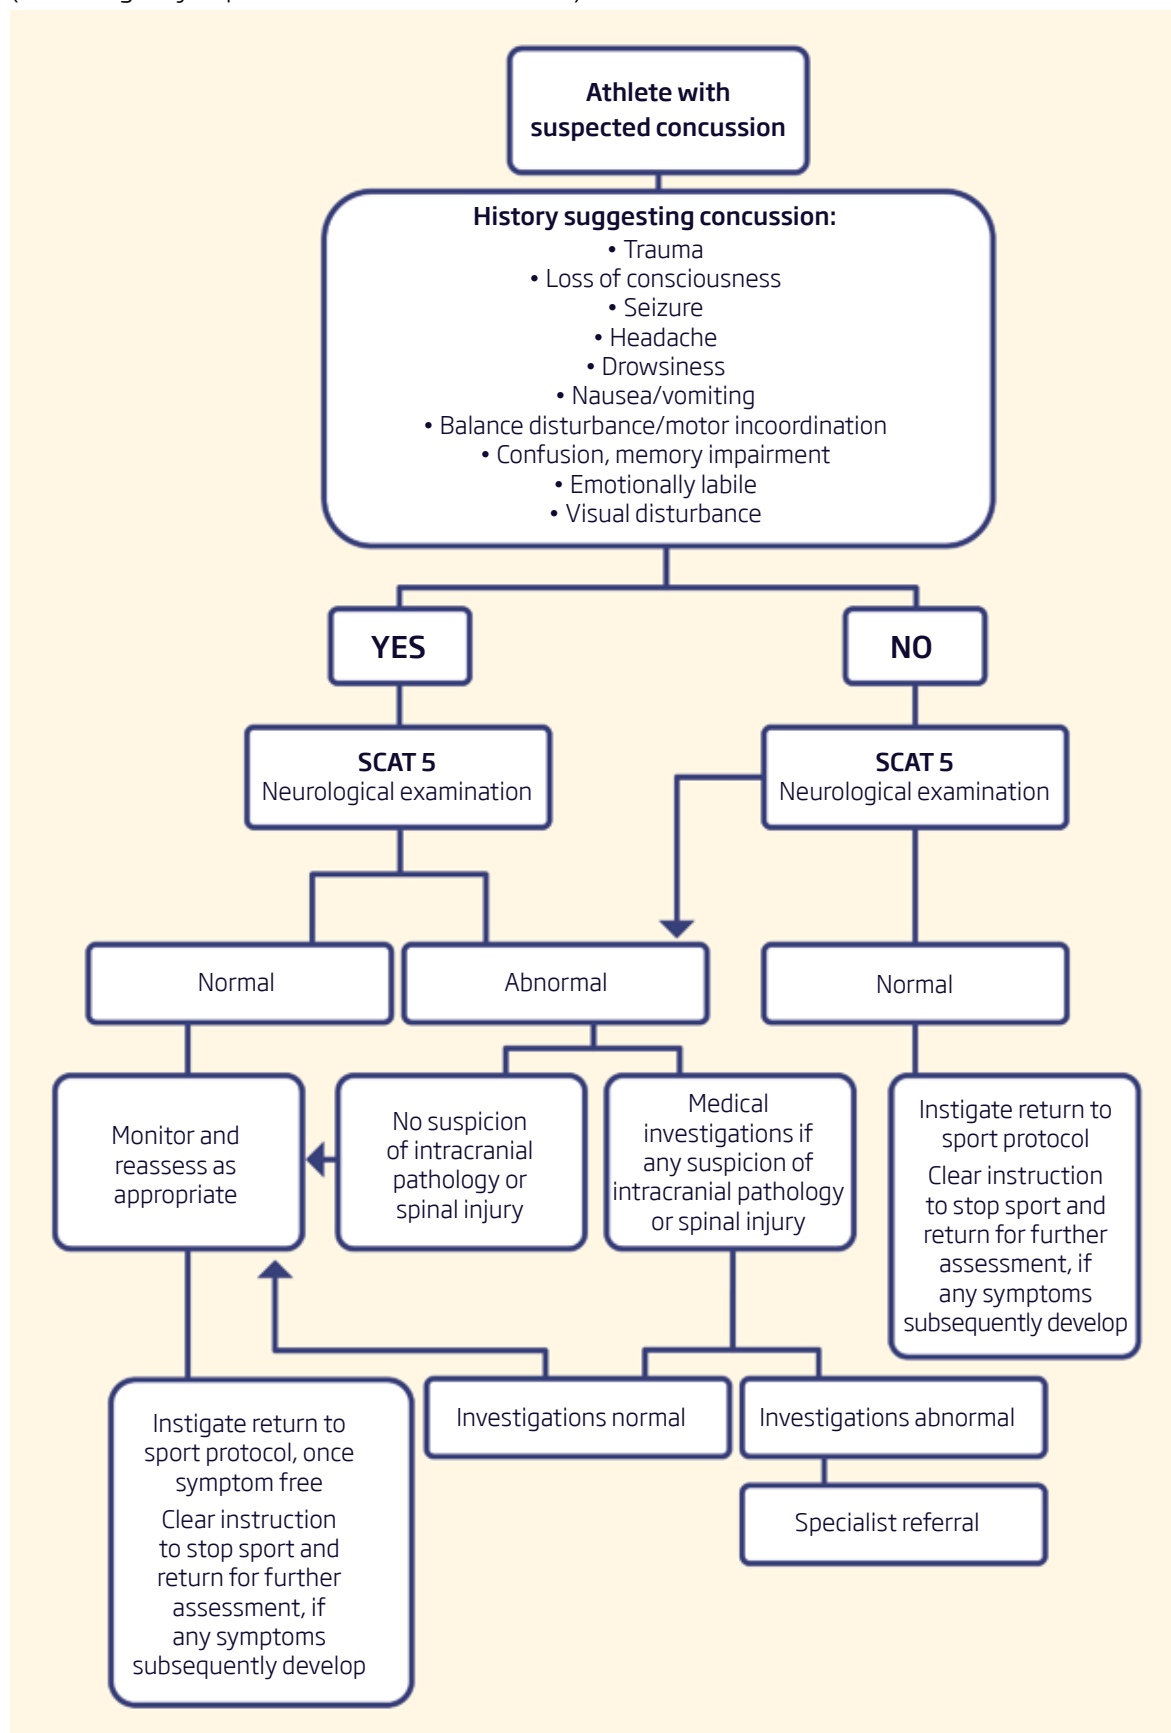 Athlete with
suspected concussion
History suggesting concussion:
• Trauma
• Loss of consciousness
• Seizure
• Headache
• Drowsiness
• Nausea/vomiting
• Balance disturbance/motor incoordination
• Confusion, memory impairment
• Emotionally labile
• Visual disturbance
YES
NO
SCAT 5
Neurological examination
SCAT 5
Neurological examination
Normal
Abnormal
Normal
Monitor and
reassess as
appropriate
No suspicion
of intracranial
pathology or
spinal injury
Medical
investigations if
any suspicion of
intracranial pathology
or spinal injury
Instigate return to
sport protocol
Clear instruction
to stop sport and
return for further
assessment, if
any symptoms
subsequently develop
Investigations normal
Investigations abnormal
Instigate return to
sport protocol, once
symptom free
Clear instruction
to stop sport and
return for further
assessment, if
any symptoms
subsequently develop
Specialist referral